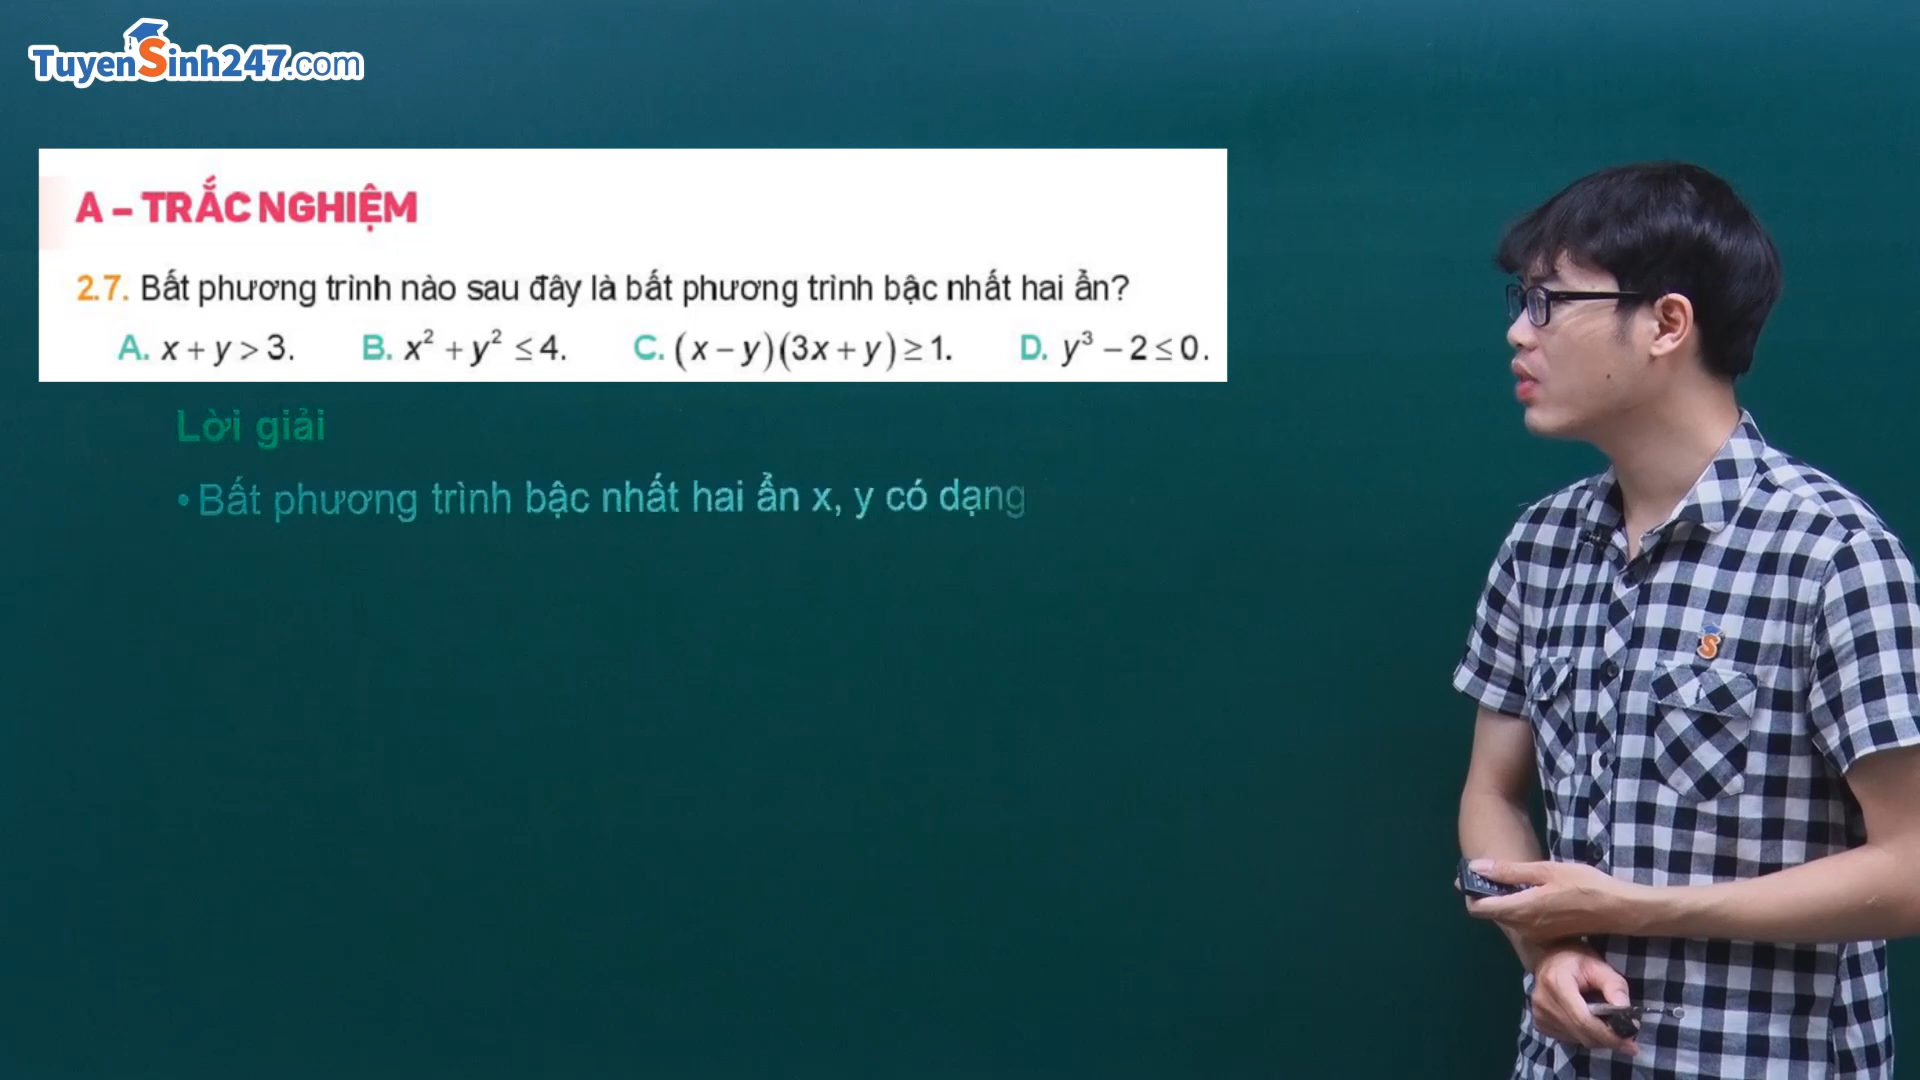 TuyenSinh247.com
A – TRẮC NGHIỆM
2.7. Bất phương trình nào sau đây là bất phương trình bậc nhất hai ẩn?
A. x + y > 3. B. x² + y² ≤ 4. C. (x – y)(3x + y) ≥ 1. D. y³ – 2 ≤ 0.
Lời giải
• Bất phương trình bậc nhất hai ẩn x, y có dạng
S